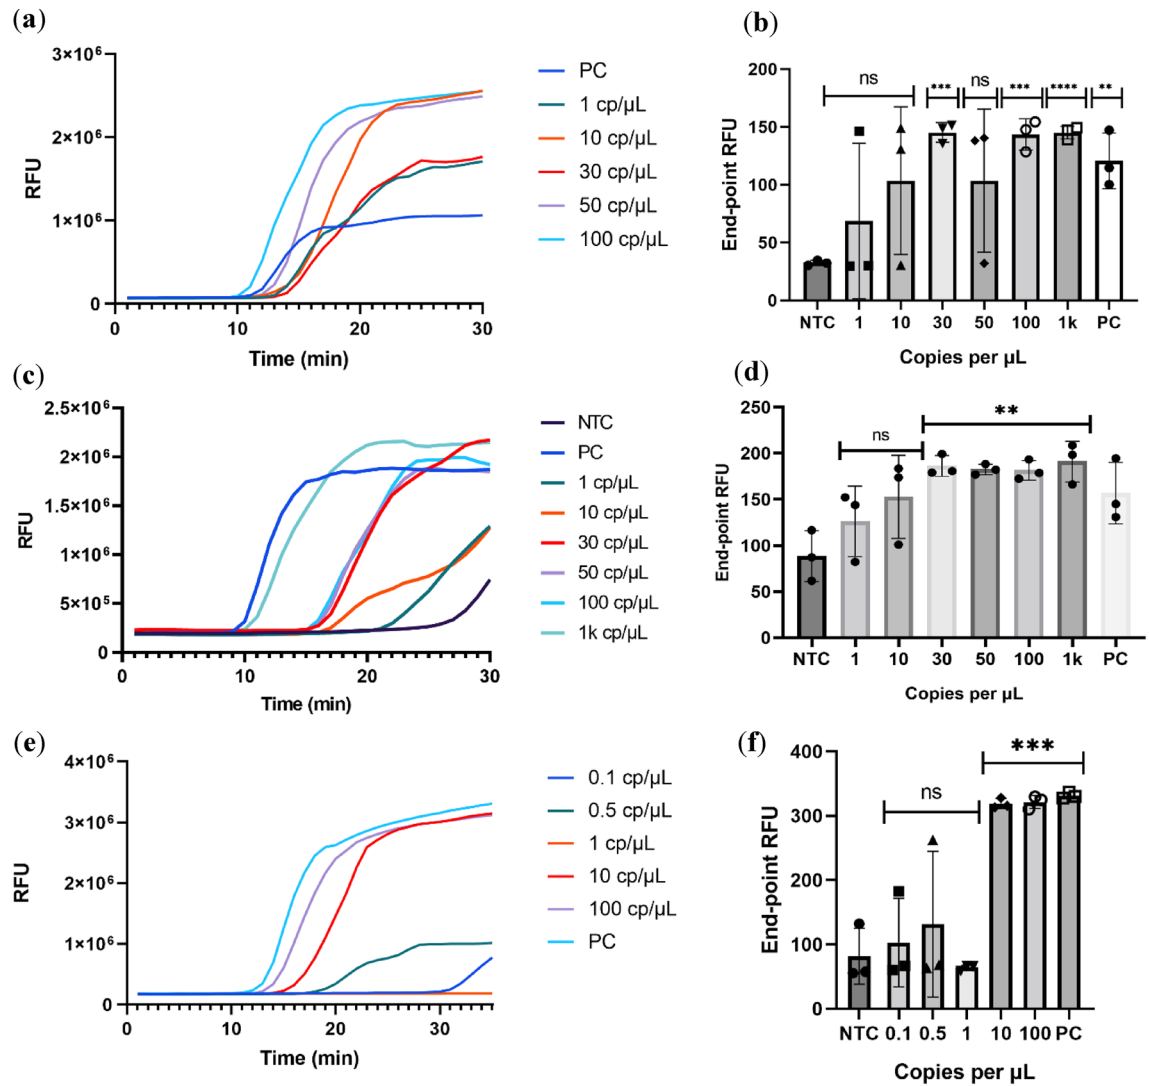 (a)
3×10⁶
2×10⁶
1×10⁶
0
RFU
0 10 20 30
Time (min)
PC
1 cp/µL
10 cp/µL
30 cp/µL
50 cp/µL
100 cp/µL
(b)
200
150
100
50
0
End-point RFU
ns *** ns *** **** **
NTC 1 10 30 50 100 1k PC
Copies per µL
(c)
2.5×10⁶
2×10⁶
1.5×10⁶
1×10⁶
5×10⁵
0
RFU
0 10 20 30
Time (min)
NTC
PC
1 cp/µL
10 cp/µL
30 cp/µL
50 cp/µL
100 cp/µL
1k cp/µL
(d)
250
200
150
100
50
0
End-point RFU
ns **
NTC 1 10 30 50 100 1k PC
Copies per µL
(e)
4×10⁶
3×10⁶
2×10⁶
1×10⁶
0
RFU
0 10 20 30
Time (min)
0.1 cp/µL
0.5 cp/µL
1 cp/µL
10 cp/µL
100 cp/µL
PC
(f)
400
300
200
100
0
End-point RFU
ns ***
NTC 0.1 0.5 1 10 100 PC
Copies per µL